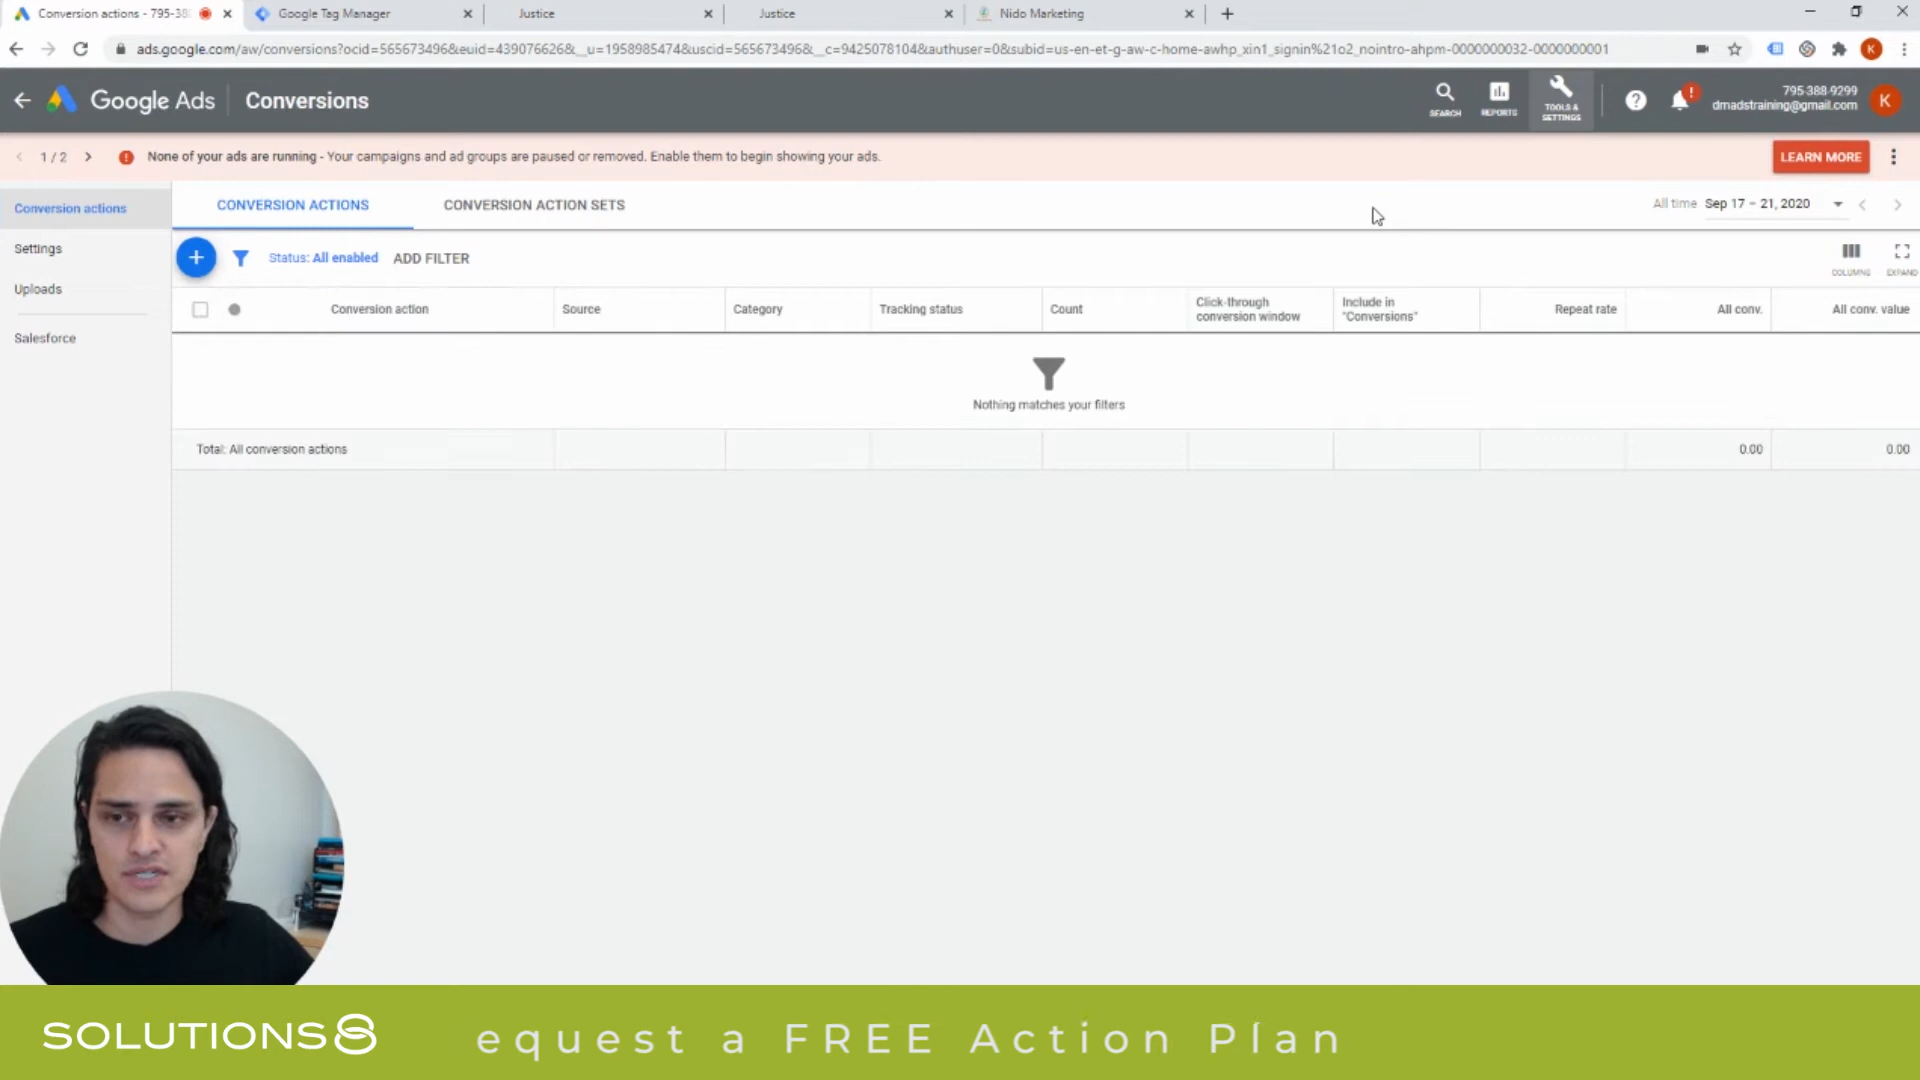 Conversion actions - 795-38
Google Tag Manager
Justice
Justice
Nido Marketing
ads.google.com/aw/conversions?ocid=565673496&euid=439076626&__u=1958985474&uscid=565673496&__c=9425078104&authuser=0&subid=us-en-et-g-aw-c-home-awhp_xin1_signin%21o2_nointro-ahpm-0000000032-0000000001
K
Google Ads
Conversions
SEARCH
REPORTS
TOOLS & SETTINGS
795-388-9299
dmadstraining@gmail.com
K
1 / 2
None of your ads are running - Your campaigns and ad groups are paused or removed. Enable them to begin showing your ads.
LEARN MORE
Conversion actions
Settings
Uploads
Salesforce
CONVERSION ACTIONS
CONVERSION ACTION SETS
All time
Sep 17 – 21, 2020
Status: All enabled
ADD FILTER
COLUMNS
EXPAND
Conversion action
Source
Category
Tracking status
Count
Click-through
conversion window
Include in
"Conversions"
Repeat rate
All conv.
All conv. value
Nothing matches your filters
Total: All conversion actions
0.00
0.00
SOLUTIONS8
equest a FREE Action Plan